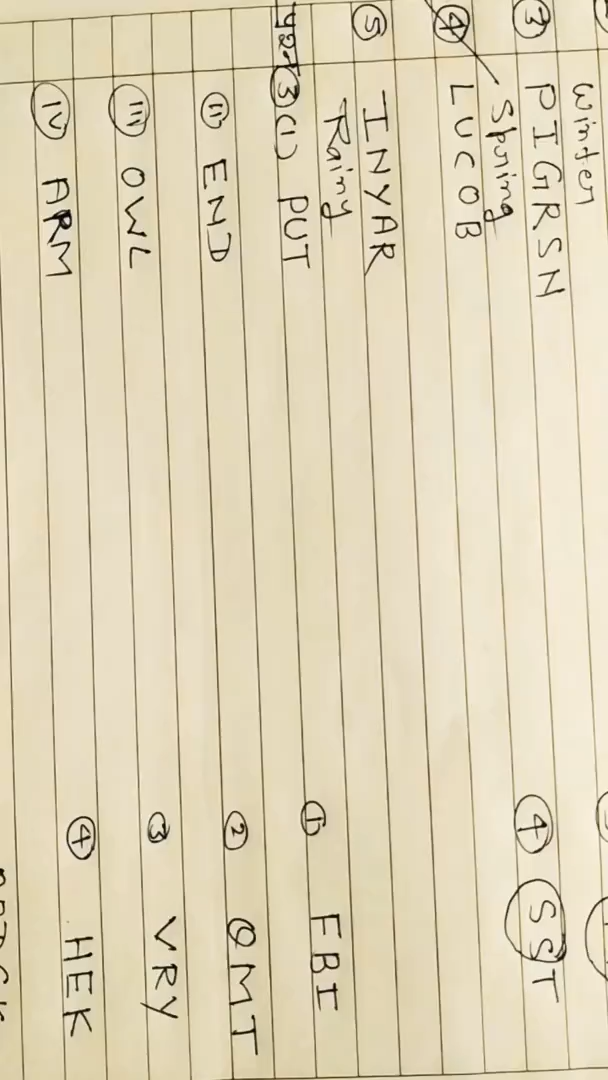 Winter
③ PIGRSN
④ SST
Spring
④ LUCOB
⑤ INYAR
Rainy
3 (1) PUT ① FBI
(ii) END ② QMT
(iii) OWL ③ VRY
(iv) ARM ④ HEK